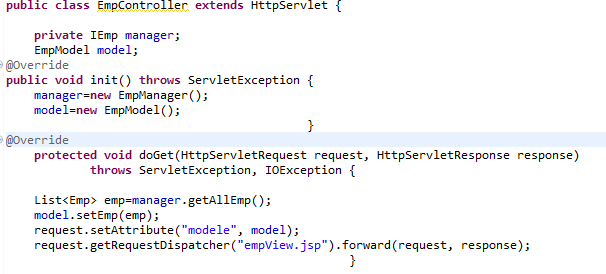 public class EmpController extends HttpServlet {
private IEmp manager;
EmpModel model;
@Override
public void init() throws ServletException {
manager=new EmpManager();
model=new EmpModel();
}
@Override
protected void doGet(HttpServletRequest request, HttpServletResponse response)
throws ServletException, IOException {
List<Emp> emp=manager.getAllEmp();
model.setEmp(emp);
request.setAttribute("modele", model);
request.getRequestDispatcher("empView.jsp").forward(request, response);
}